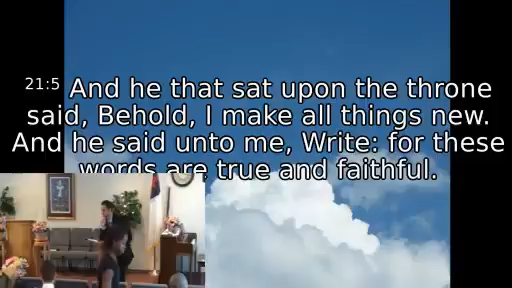 21:5 And he that sat upon the throne
said, Behold, I make all things new.
And he said unto me, Write: for these
words are true and faithful.